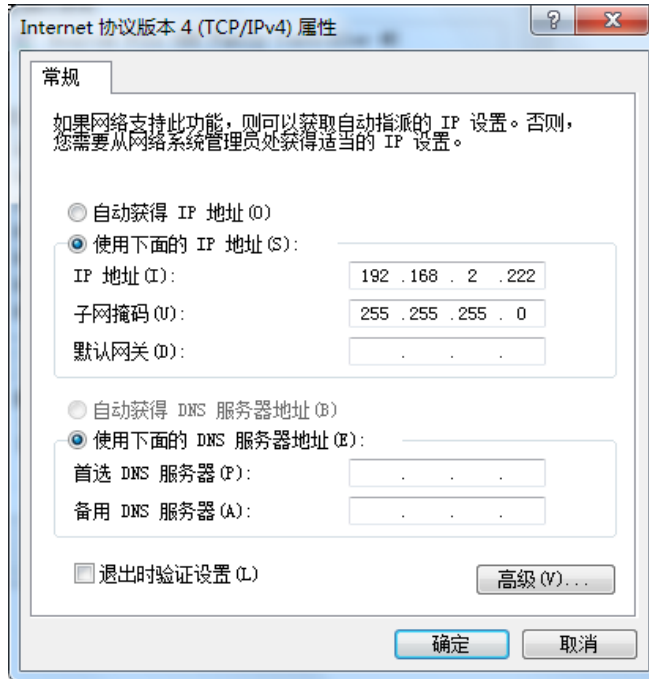 Internet 协议版本 4 (TCP/IPv4) 属性
常规
如果网络支持此功能，则可以获取自动指派的 IP 设置。否则，
您需要从网络系统管理员处获得适当的 IP 设置。
自动获得 IP 地址(O)
使用下面的 IP 地址(S):
IP 地址(I): 192 .168 . 2 .222
子网掩码(U): 255 .255 .255 . 0
默认网关(D): . . .
自动获得 DNS 服务器地址(B)
使用下面的 DNS 服务器地址(E):
首选 DNS 服务器(P): . . .
备用 DNS 服务器(A): . . .
退出时验证设置(L)
高级(V)...
确定 取消